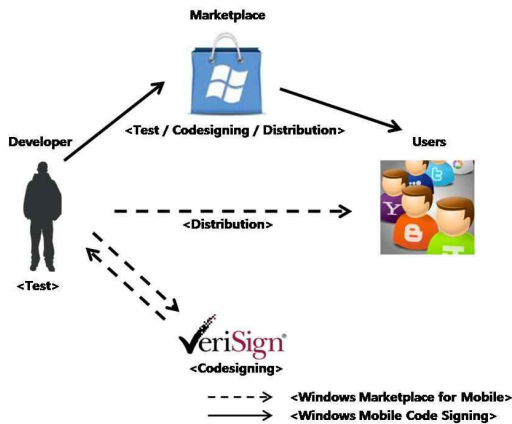 Marketplace
<Test / Codesigning / Distribution>
Developer
Users
<Distribution>
<Test>
VeriSign®
<Codesigning>
<Windows Marketplace for Mobile>
<Windows Mobile Code Signing>